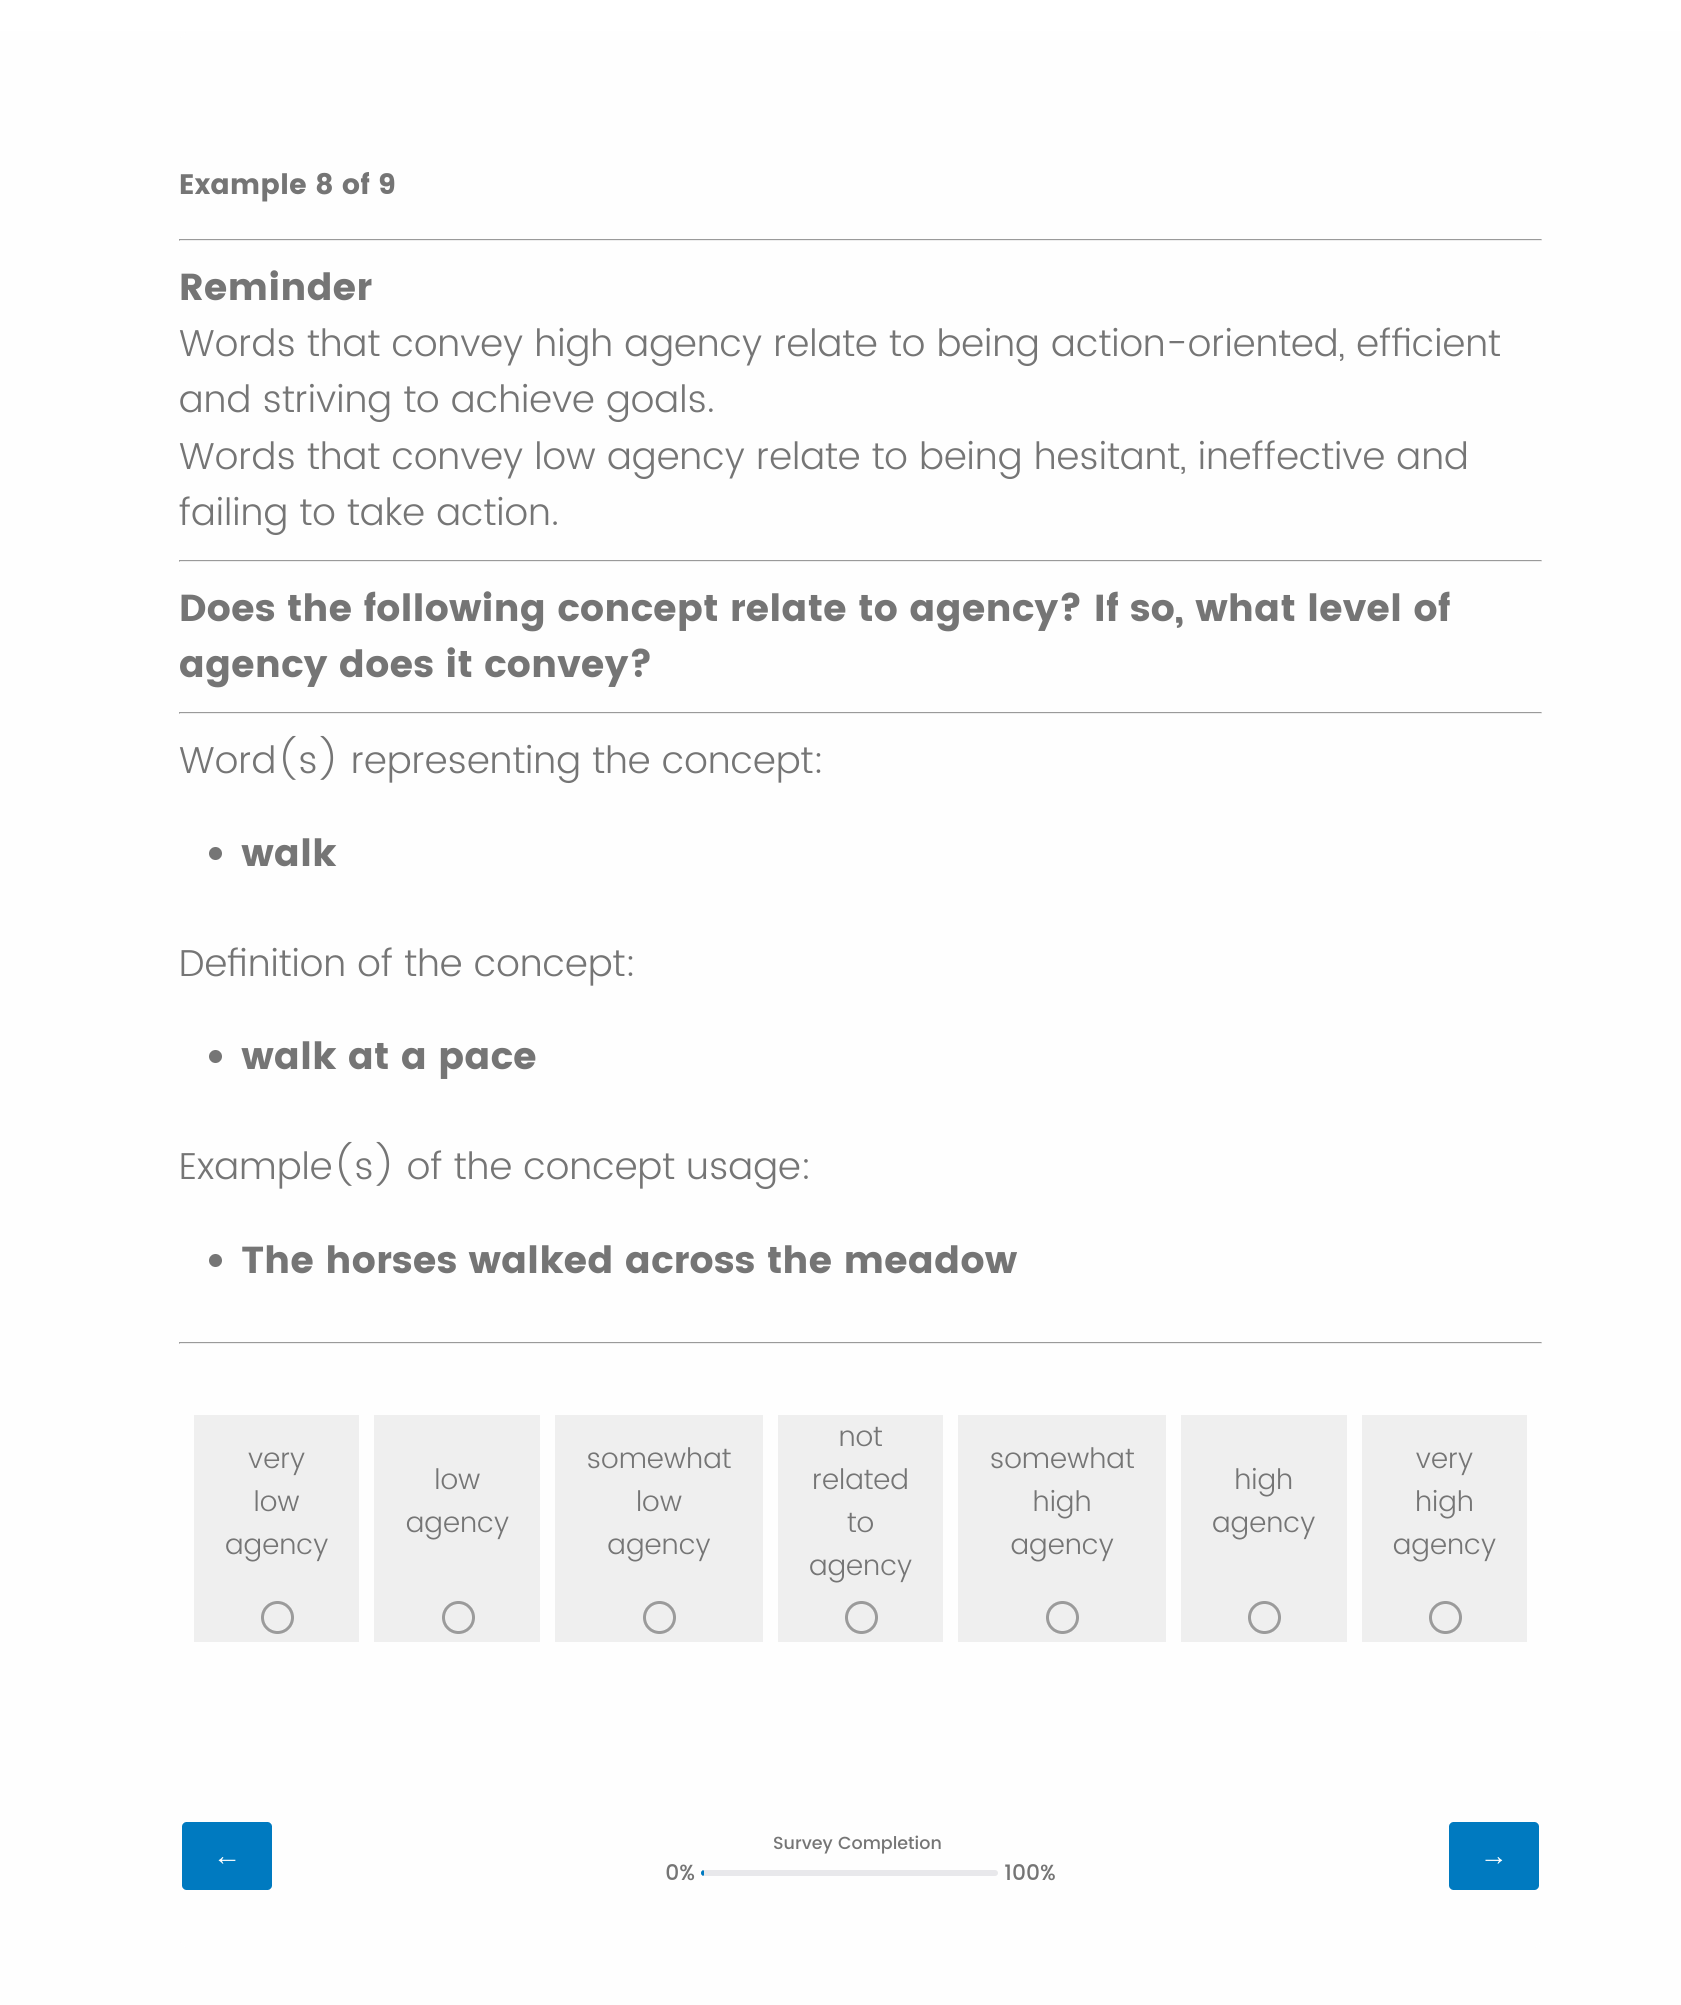 Example 8 of 9
Reminder
Words that convey high agency relate to being action-oriented, efficient
and striving to achieve goals.
Words that convey low agency relate to being hesitant, ineffective and
failing to take action.
Does the following concept relate to agency? If so, what level of
agency does it convey?
Word(s) representing the concept:
• walk
Definition of the concept:
• walk at a pace
Example(s) of the concept usage:
• The horses walked across the meadow
very
low
agency
low
agency
somewhat
low
agency
not
related
to
agency
somewhat
high
agency
high
agency
very
high
agency
←
Survey Completion
0% 100%
→